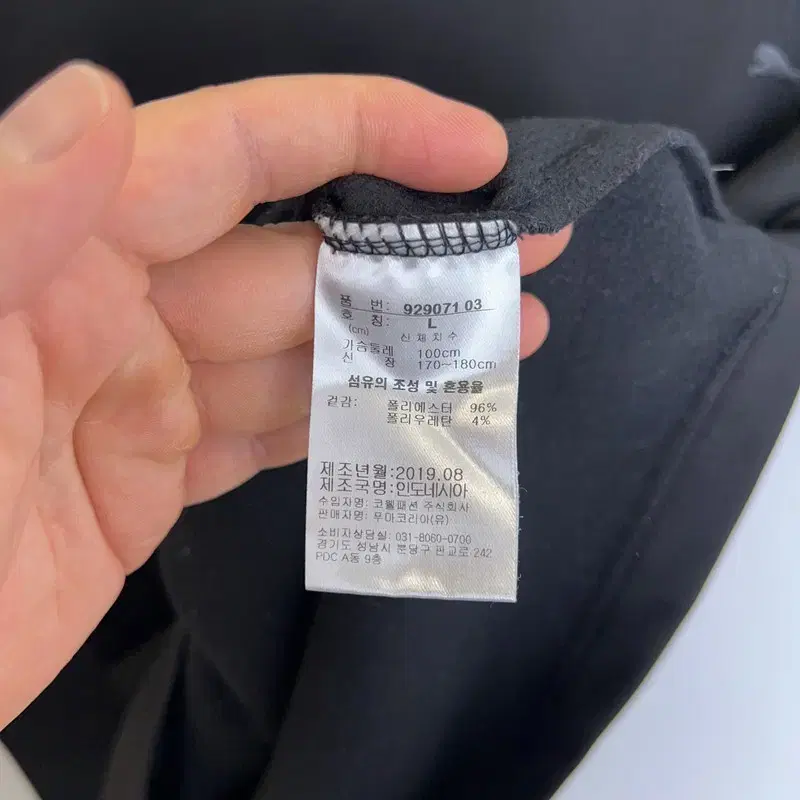 품 번: 929071 03
호 칭: L
(cm) 신 체 치 수
가슴둘레 100cm
신 장 170~180cm
섬유의 조성 및 혼용율
겉감: 폴리에스터 96%
폴리우레탄 4%
제조년월:2019.08
제조국명:인도네시아
수입자명: 코웰패션 주식회사
판매자명: 푸마코리아(유)
소비자상담실: 031-8060-0700
경기도 성남시 분당구 판교로 242
PDC A동 9층